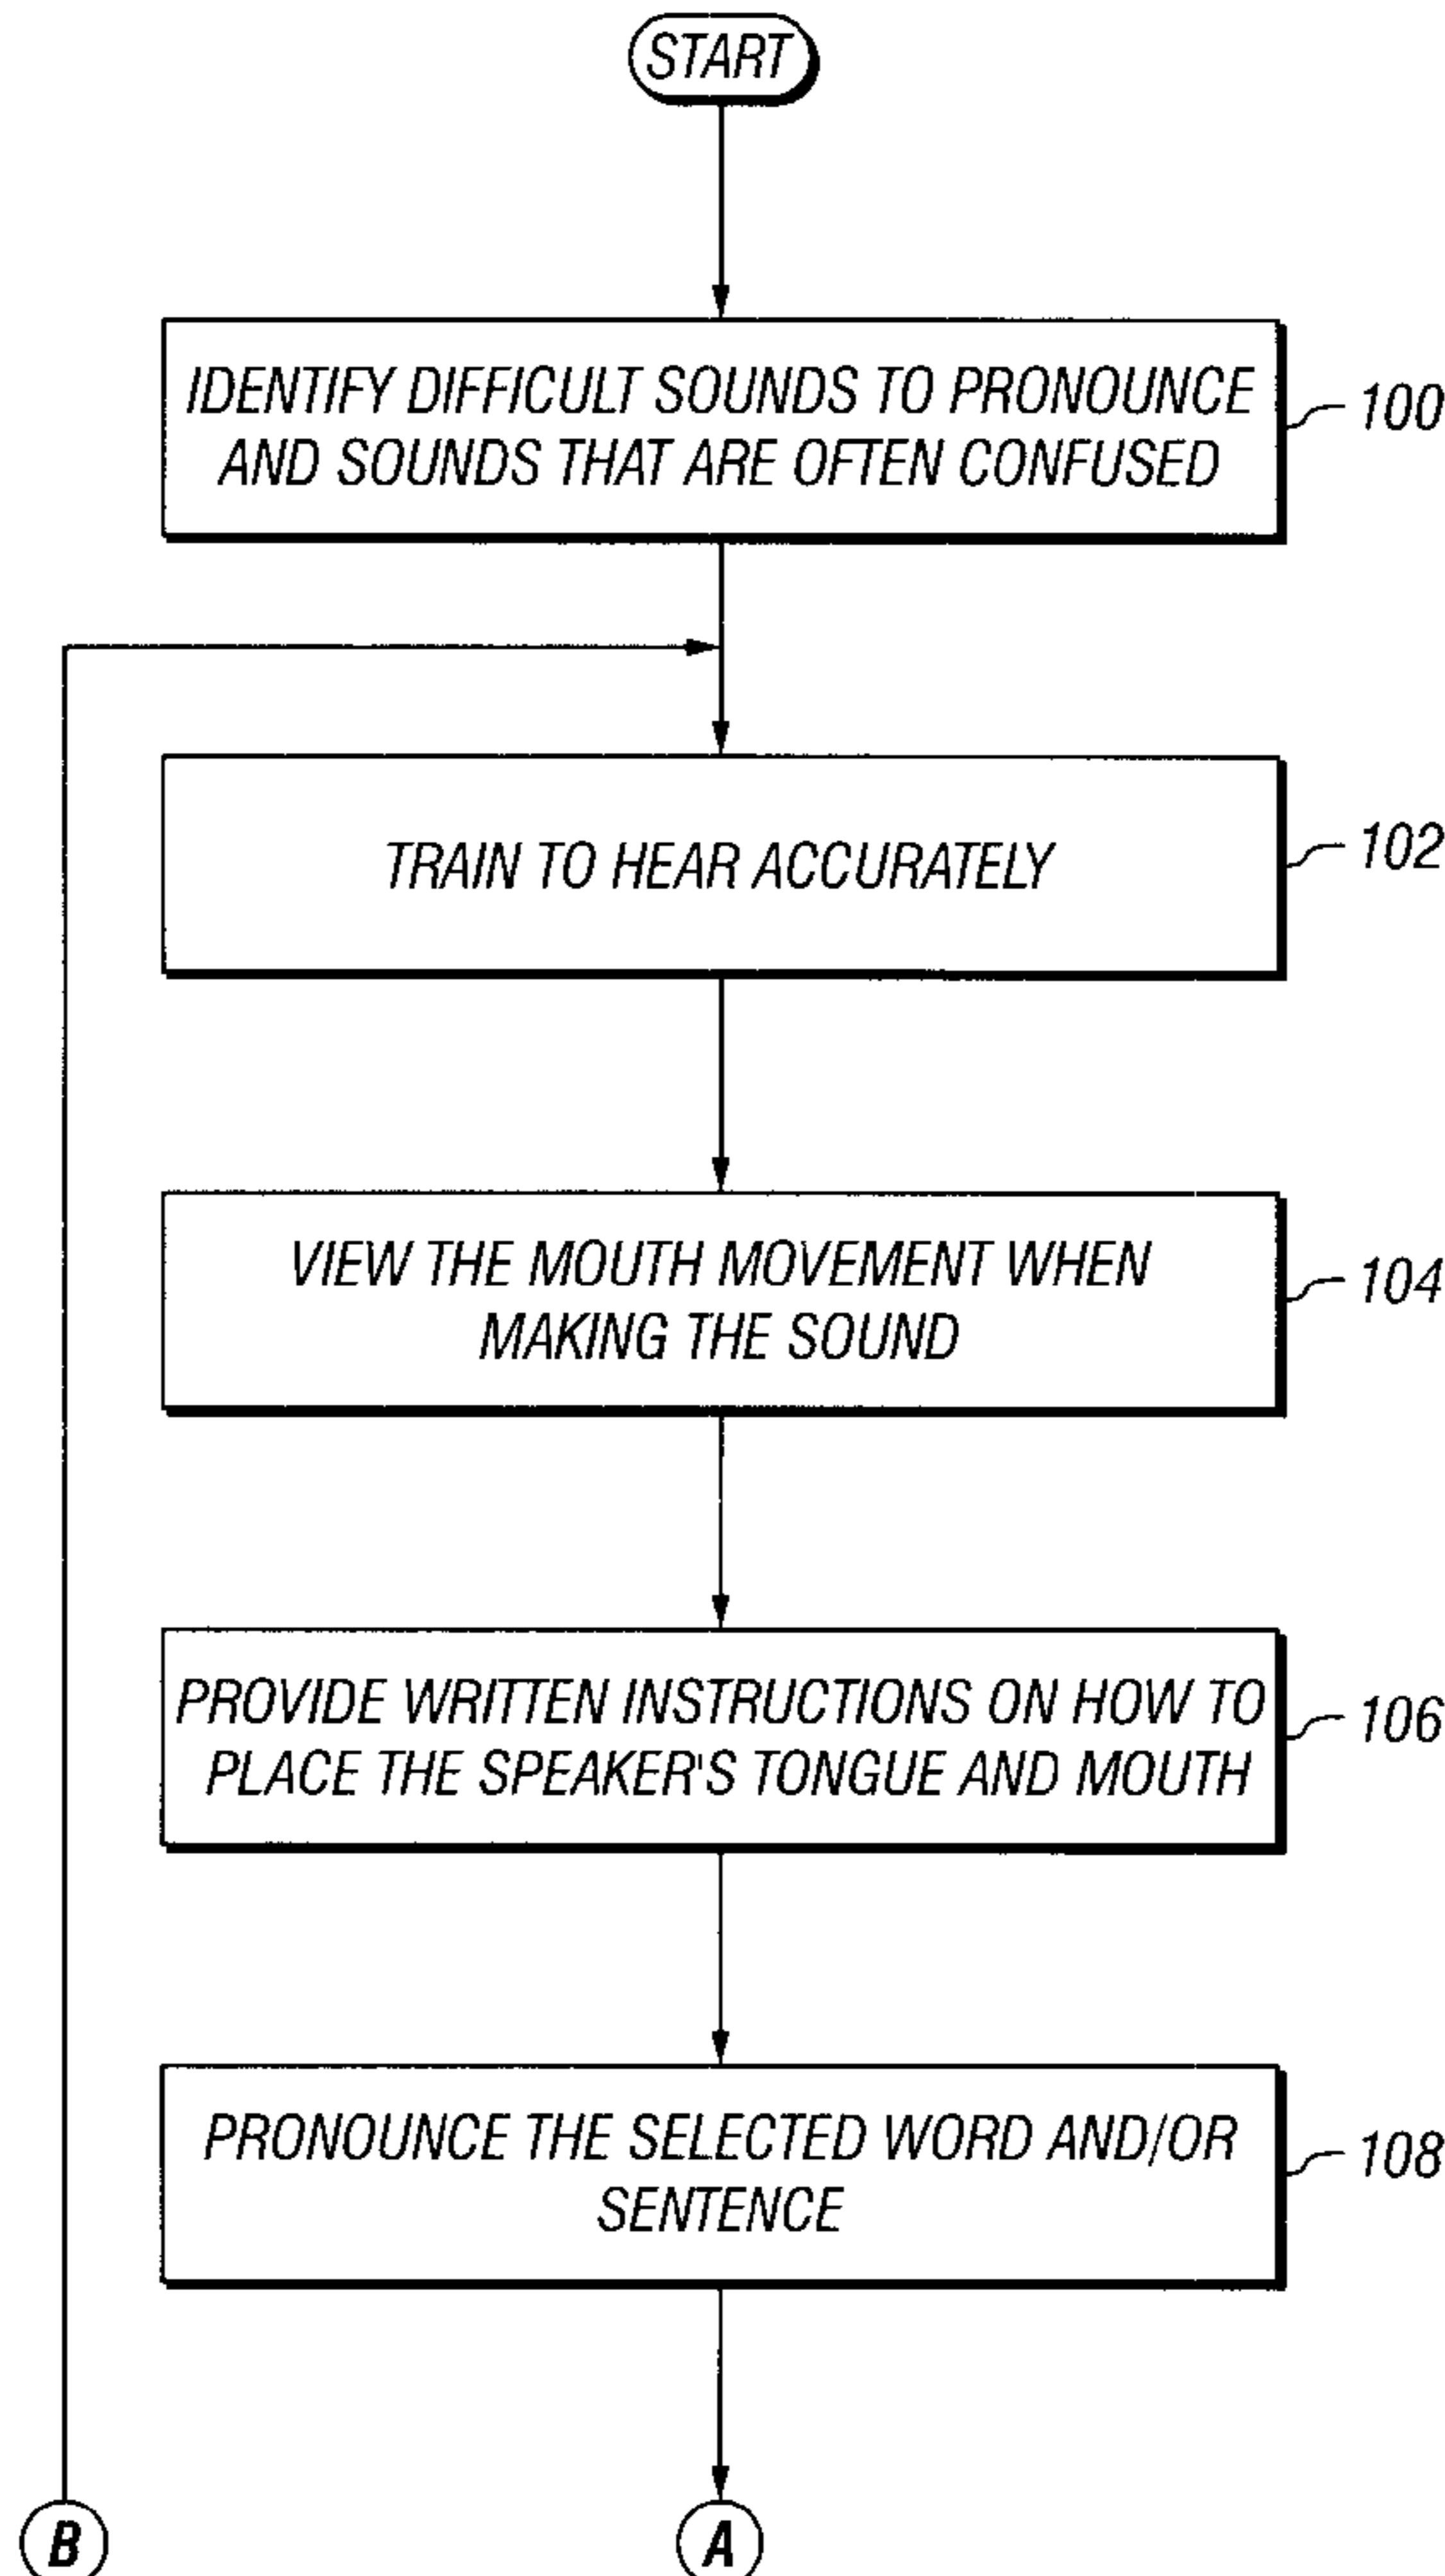 START
IDENTIFY DIFFICULT SOUNDS TO PRONOUNCE
AND SOUNDS THAT ARE OFTEN CONFUSED
100
TRAIN TO HEAR ACCURATELY
102
VIEW THE MOUTH MOVEMENT WHEN
MAKING THE SOUND
104
PROVIDE WRITTEN INSTRUCTIONS ON HOW TO
PLACE THE SPEAKER'S TONGUE AND MOUTH
106
PRONOUNCE THE SELECTED WORD AND/OR
SENTENCE
108
B
A